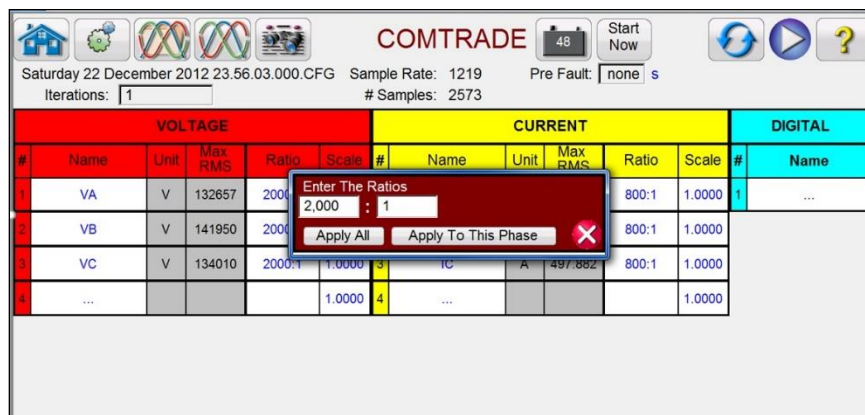 COMTRADE 48 Start Now ?
Saturday 22 December 2012 23.56.03.000.CFG Sample Rate: 1219 Pre Fault: none s
Iterations: 1 # Samples: 2573
VOLTAGE CURRENT DIGITAL
# Name Unit Max RMS Ratio Scale # Name Unit Max RMS Ratio Scale # Name
Enter The Ratios
2,000 : 1
Apply All Apply To This Phase
1 VA V 132657 800:1 1.0000 1 ...
2 VB V 141950 800:1 1.0000
3 VC V 134010 2000:1 1.0000 3 IC A 497.882 800:1 1.0000
4 ... 1.0000 4 ... 1.0000